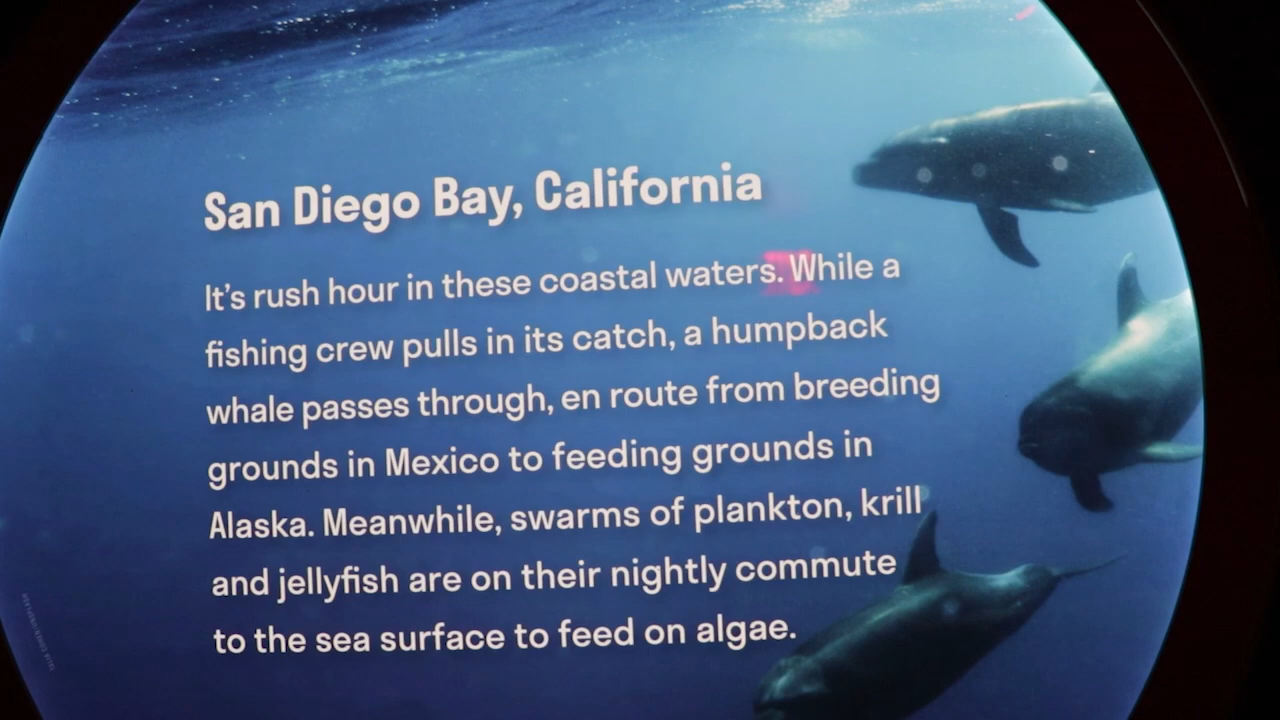 San Diego Bay, California
It's rush hour in these coastal waters. While a
fishing crew pulls in its catch, a humpback
whale passes through, en route from breeding
grounds in Mexico to feeding grounds in
Alaska. Meanwhile, swarms of plankton, krill
and jellyfish are on their nightly commute
to the sea surface to feed on algae.